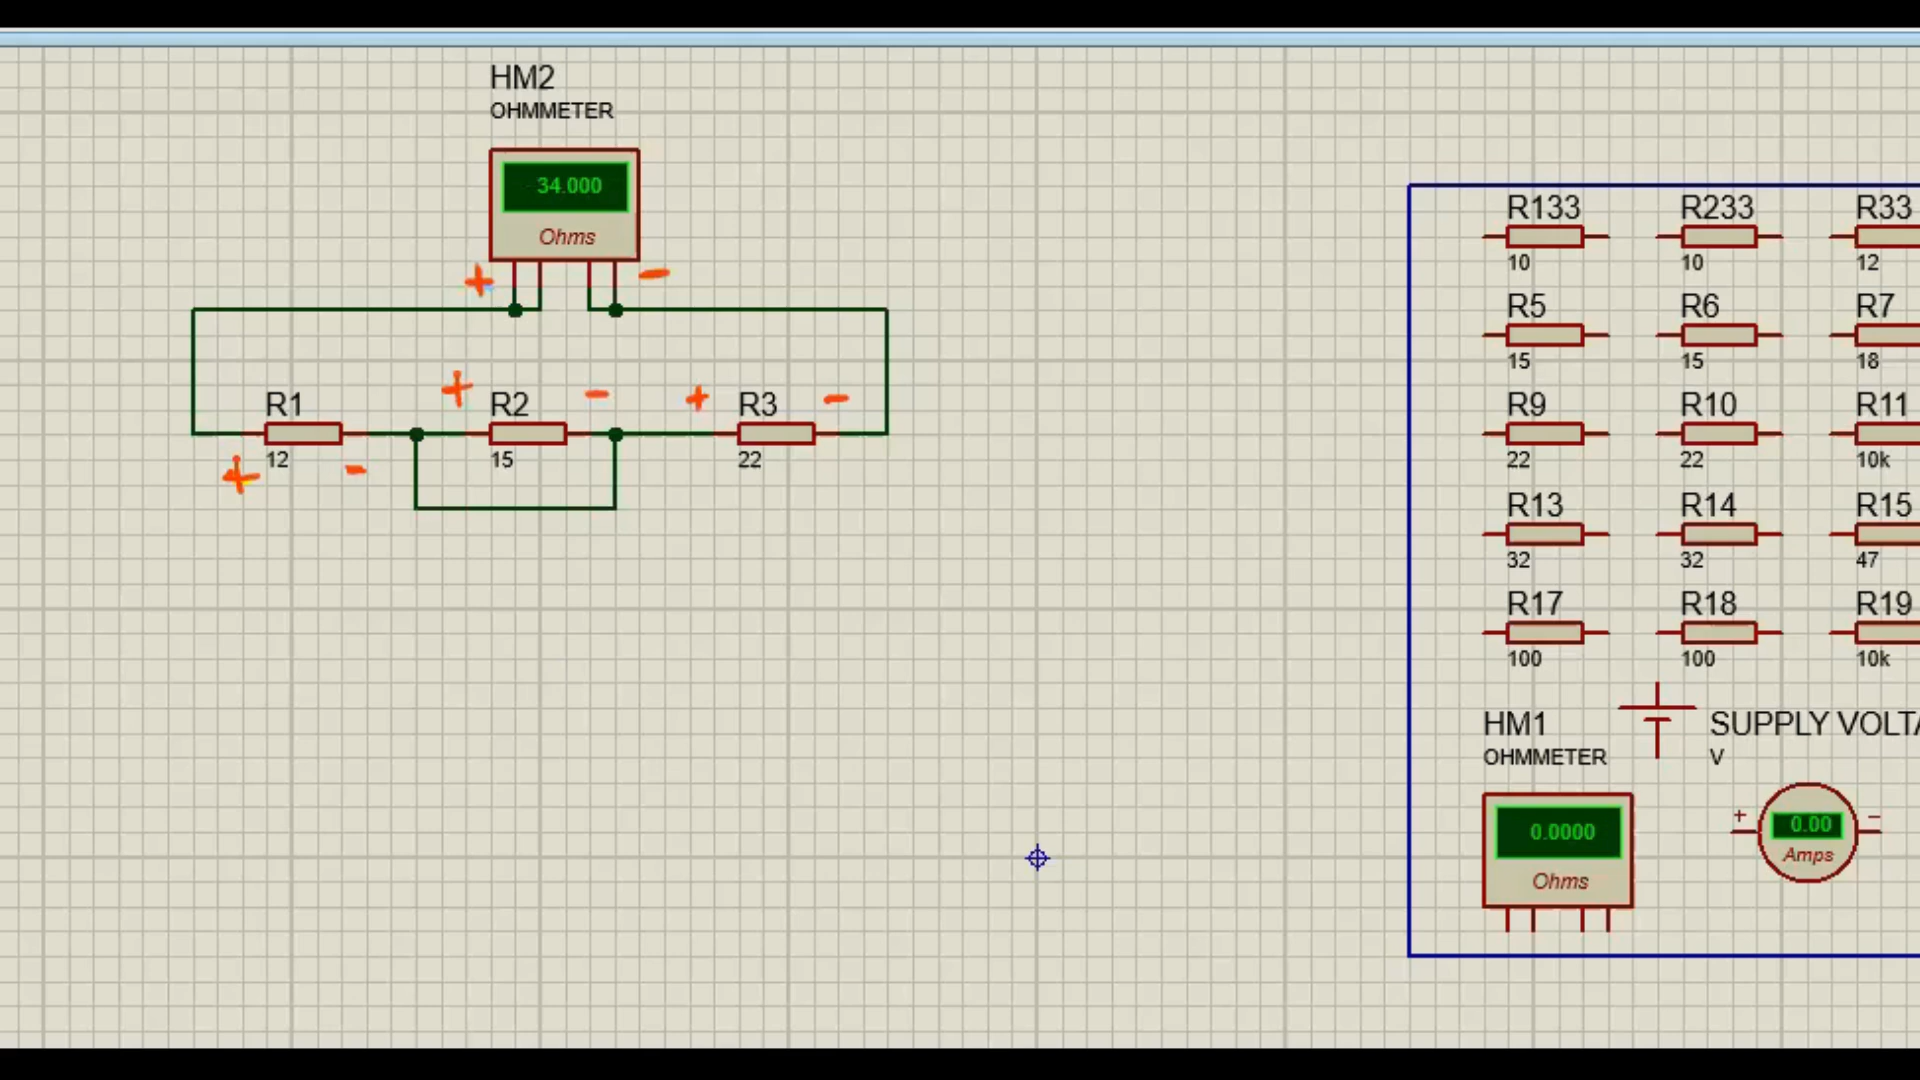 HM2
OHMMETER
34.000
Ohms
+ -
+ - + -
R1 R2 R3
12 15 22
+ -
R133 R233 R33
10 10 12
R5 R6 R7
15 15 18
R9 R10 R11
22 22 10k
R13 R14 R15
32 32 47
R17 R18 R19
100 100 10k
HM1 SUPPLY VOLTA
OHMMETER V
0.0000 + 0.00 -
Ohms Amps